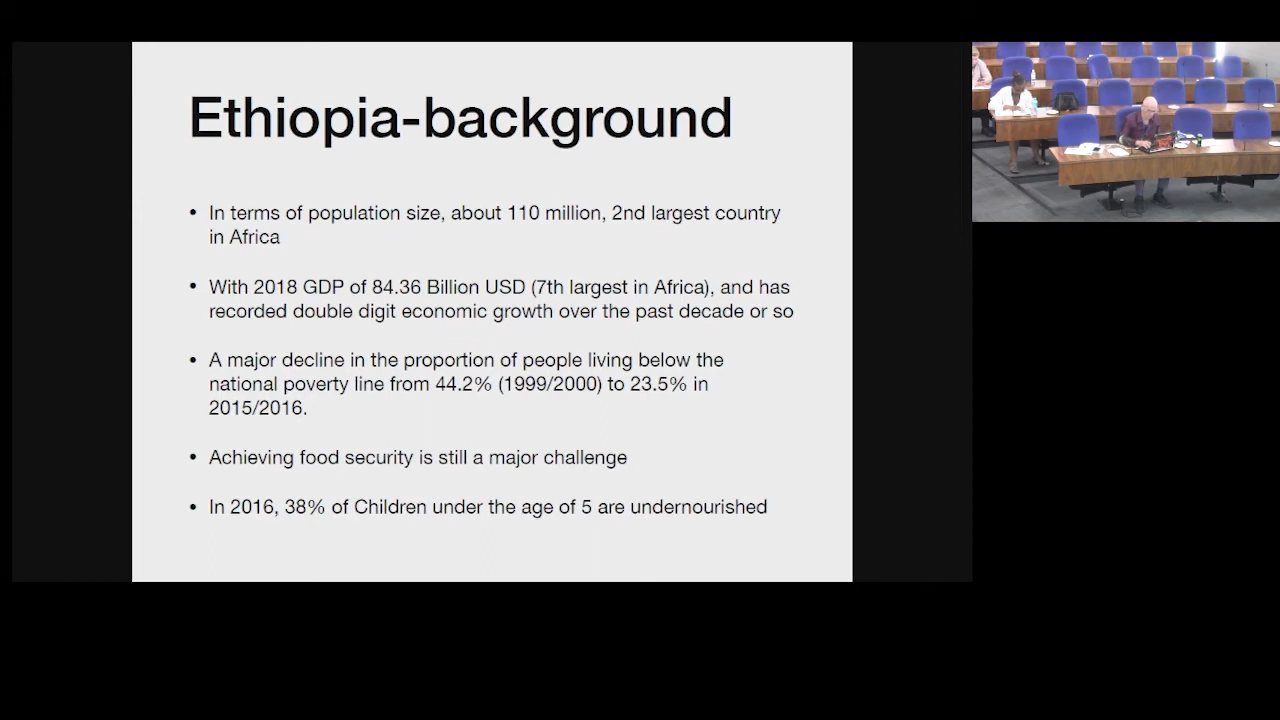 Ethiopia-background
• In terms of population size, about 110 million, 2nd largest country
in Africa
• With 2018 GDP of 84.36 Billion USD (7th largest in Africa), and has
recorded double digit economic growth over the past decade or so
• A major decline in the proportion of people living below the
national poverty line from 44.2% (1999/2000) to 23.5% in
2015/2016.
• Achieving food security is still a major challenge
• In 2016, 38% of Children under the age of 5 are undernourished